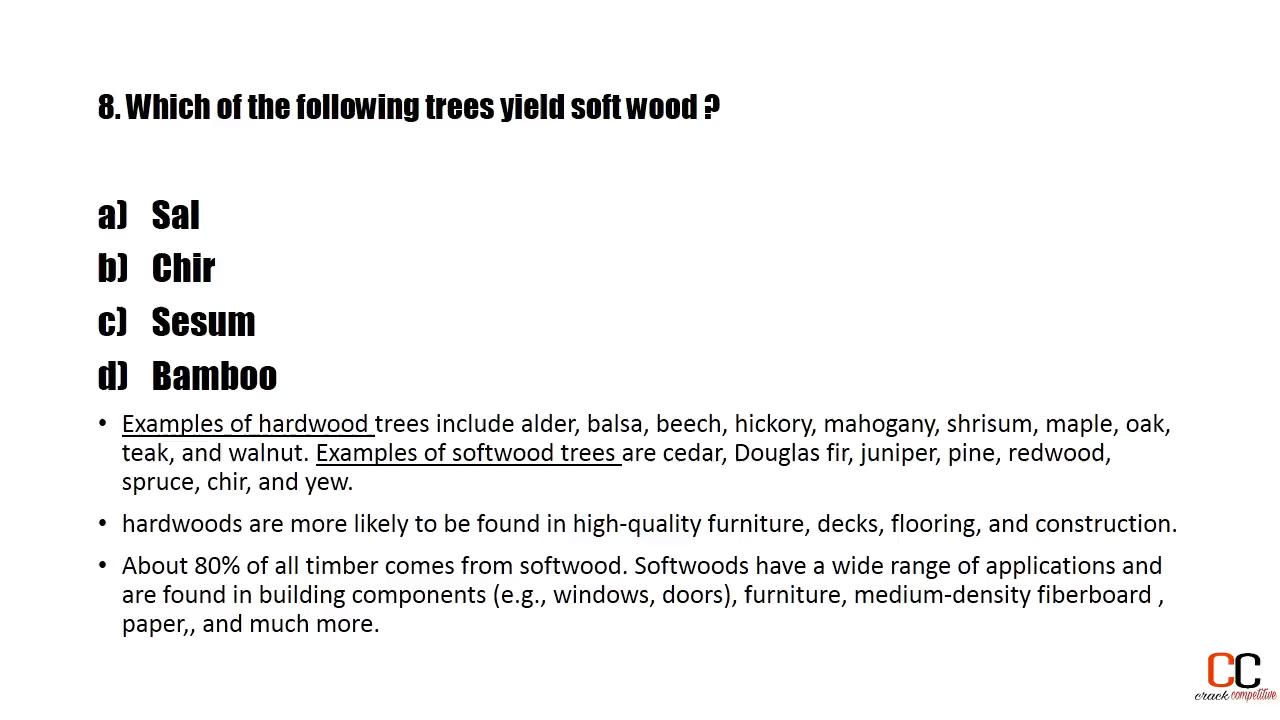 8. Which of the following trees yield soft wood ?
a) Sal
b) Chir
c) Sesum
d) Bamboo
• Examples of hardwood trees include alder, balsa, beech, hickory, mahogany, shrisum, maple, oak,
teak, and walnut. Examples of softwood trees are cedar, Douglas fir, juniper, pine, redwood,
spruce, chir, and yew.
• hardwoods are more likely to be found in high-quality furniture, decks, flooring, and construction.
• About 80% of all timber comes from softwood. Softwoods have a wide range of applications and
are found in building components (e.g., windows, doors), furniture, medium-density fiberboard ,
paper,, and much more.
CC
crack competitive